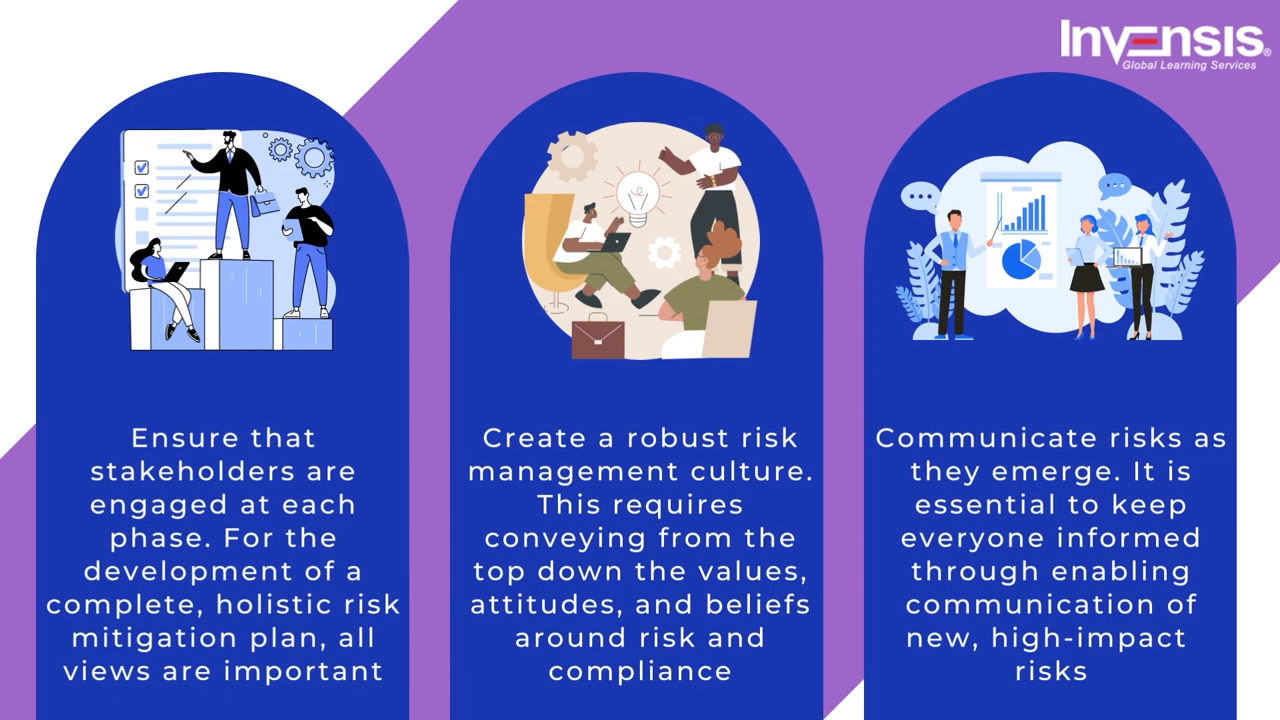 Invensis®
Global Learning Services
Ensure that
stakeholders are
engaged at each
phase. For the
development of a
complete, holistic risk
mitigation plan, all
views are important
Create a robust risk
management culture.
This requires
conveying from the
top down the values,
attitudes, and beliefs
around risk and
compliance
Communicate risks as
they emerge. It is
essential to keep
everyone informed
through enabling
communication of
new, high-impact
risks